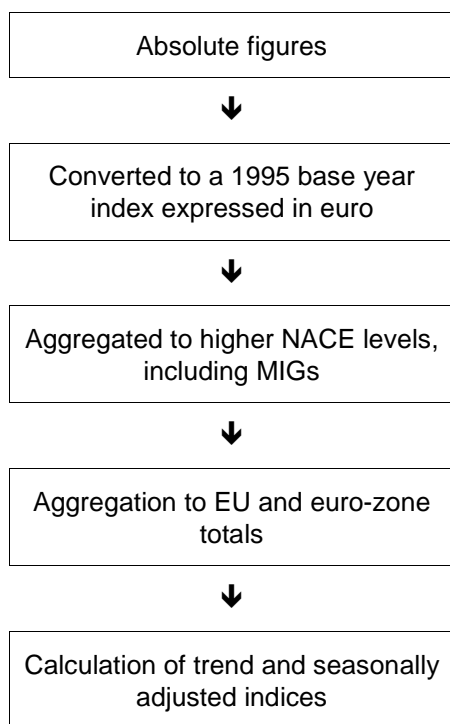 Absolute figures
Converted to a 1995 base year
index expressed in euro
Aggregated to higher NACE levels,
including MIGs
Aggregation to EU and euro-zone
totals
Calculation of trend and seasonally
adjusted indices